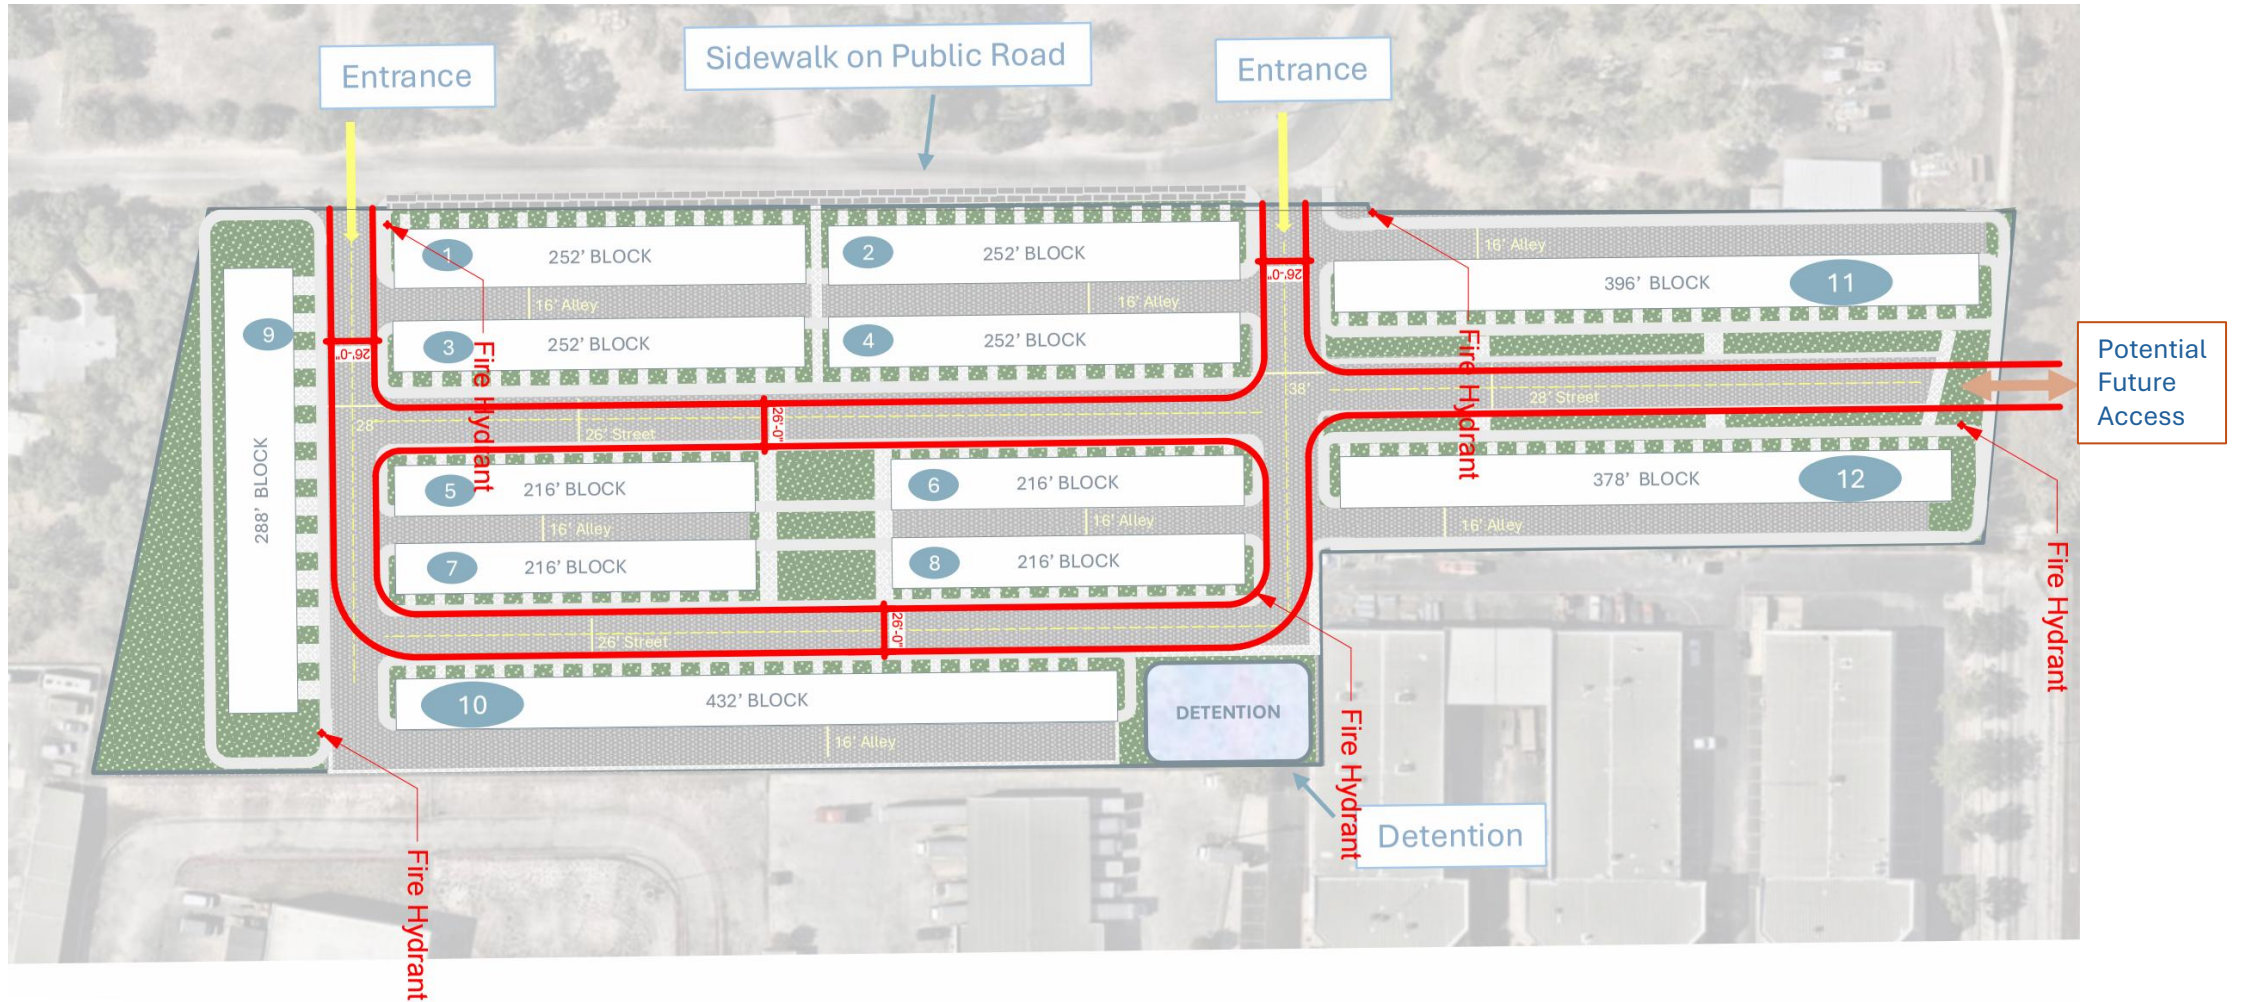 Sidewalk on Public Road
Entrance
Entrance
1
252' BLOCK
2
252' BLOCK
16' Alley
396' BLOCK
11
26'-0"
16' Alley
16' Alley
9
3
252' BLOCK
4
252' BLOCK
26'-0"
Fire Hydrant
Fire Hydrant
Potential
Future
Access
38'
28' Street
28'
26' Street
26'-0"
5
216' BLOCK
6
216' BLOCK
378' BLOCK
12
288' BLOCK
16' Alley
16' Alley
16' Alley
7
216' BLOCK
8
216' BLOCK
Fire Hydrant
26' Street
26'-0"
10
432' BLOCK
DETENTION
16' Alley
Fire Hydrant
Detention
Fire Hydrant